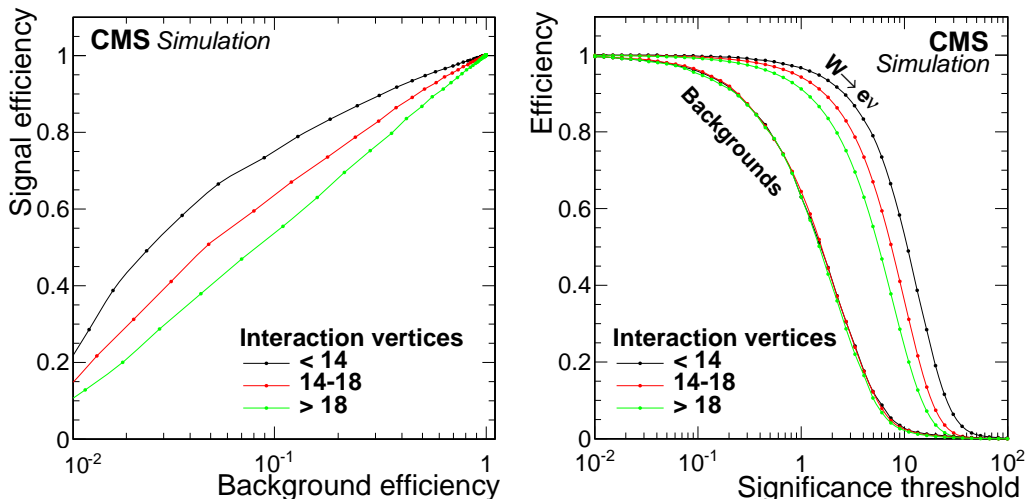 CMS Simulation
Signal efficiency
1
0.8
0.6
0.4
0.2
0
Interaction vertices
< 14
14-18
> 18
10-2
10-1
1
Background efficiency
CMS
Simulation
Efficiency
1
0.8
0.6
0.4
0.2
0
W→eν
Backgrounds
Interaction vertices
< 14
14-18
> 18
10-2
10-1
1
10
102
Significance threshold